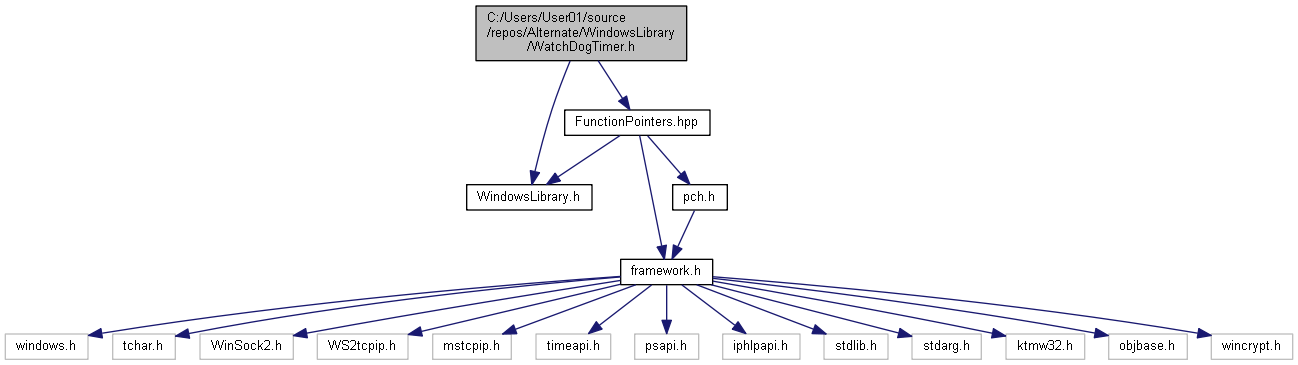 C:/Users/User01/source
/repos/Alternate/WindowsLibrary
/WatchDogTimer.h
FunctionPointers.hpp
WindowsLibrary.h
pch.h
framework.h
windows.h
tchar.h
WinSock2.h
WS2tcpip.h
mstcpip.h
timeapi.h
psapi.h
iphlpapi.h
stdlib.h
stdarg.h
ktmw32.h
objbase.h
wincrypt.h